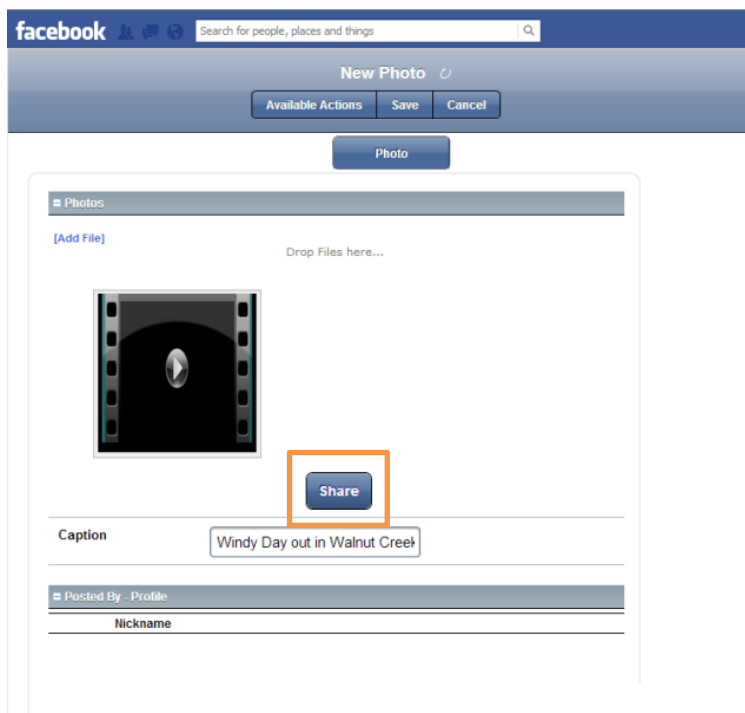 facebook
Search for people, places and things
New Photo
Available Actions Save Cancel
Photo
Photos
[Add File]
Drop Files here...
Share
Caption
Windy Day out in Walnut Creek
Posted By - Profile
Nickname